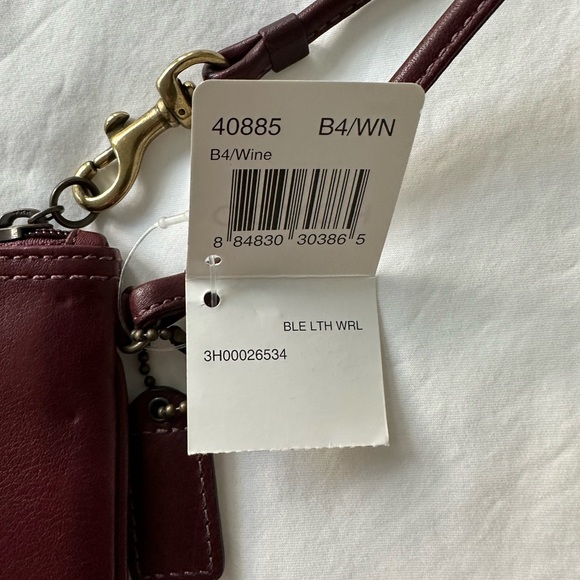 40885 B4/WN
B4/Wine
8 84830 30386 5
BLE LTH WRL
3H00026534